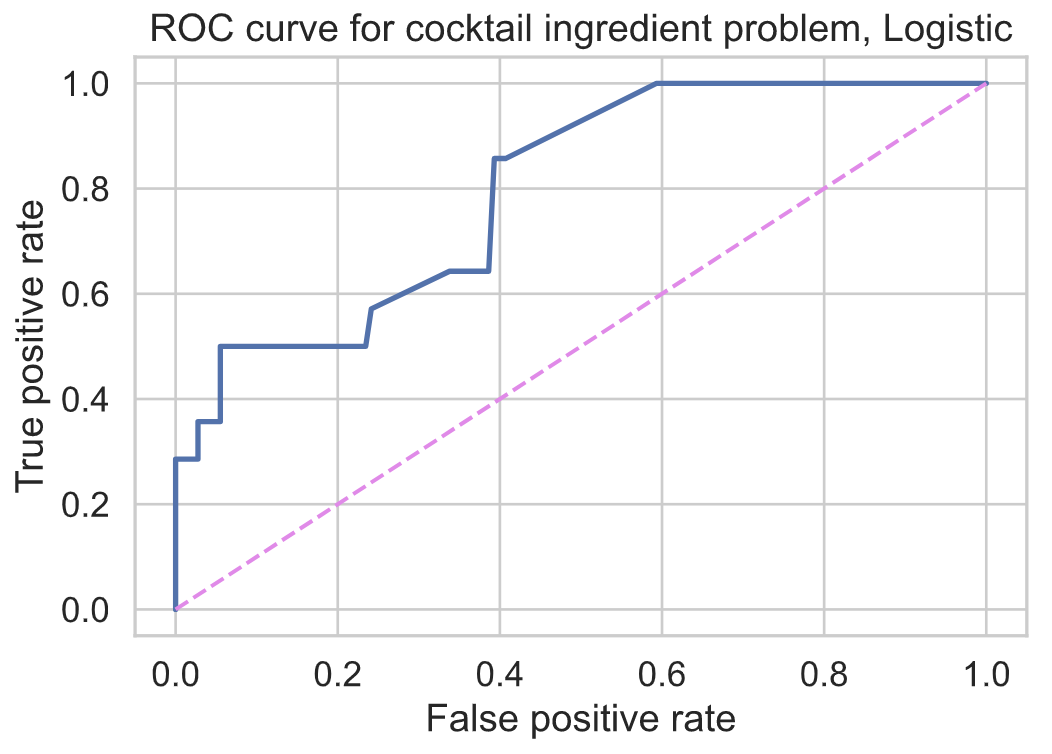 ROC curve for cocktail ingredient problem, Logistic
1.0
0.8
0.6
0.4
0.2
0.0
True positive rate
0.0 0.2 0.4 0.6 0.8 1.0
False positive rate